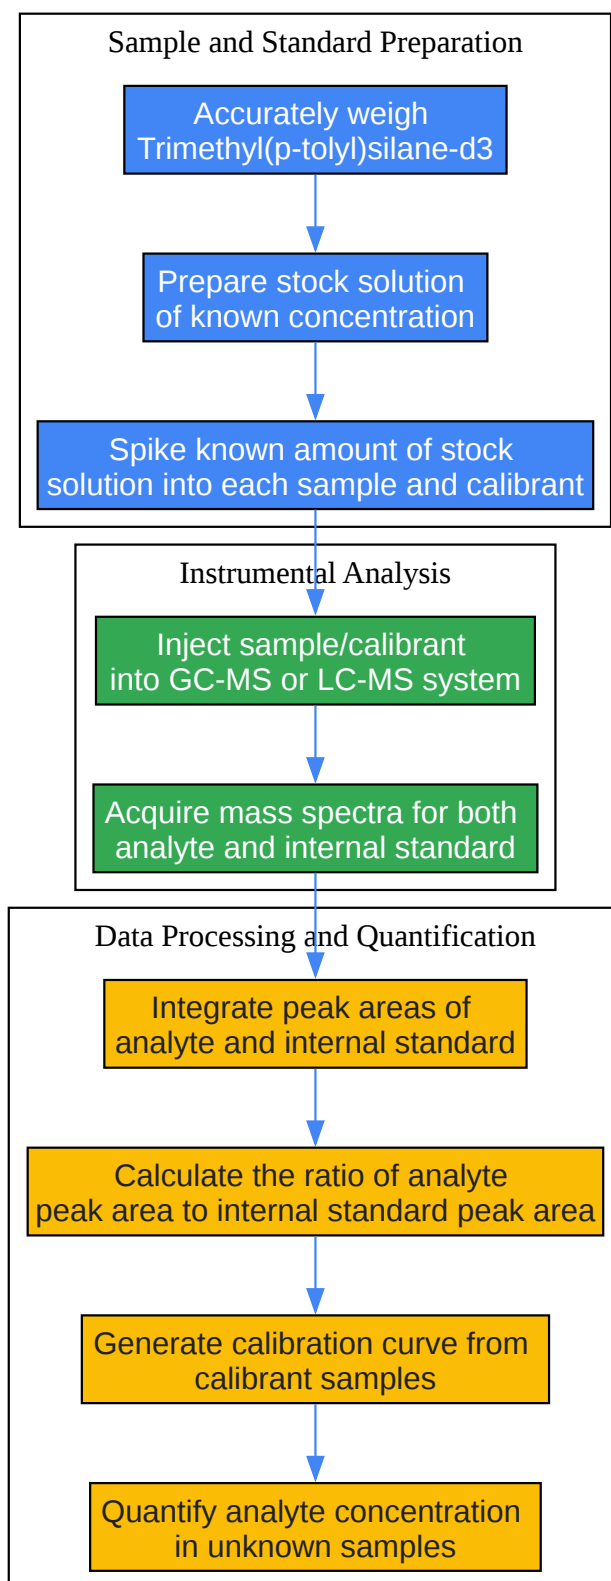 Sample and Standard Preparation
Accurately weigh
Trimethyl(p-tolyl)silane-d3
Prepare stock solution
of known concentration
Spike known amount of stock
solution into each sample and calibrant
Instrumental Analysis
Inject sample/calibrant
into GC-MS or LC-MS system
Acquire mass spectra for both
analyte and internal standard
Data Processing and Quantification
Integrate peak areas of
analyte and internal standard
Calculate the ratio of analyte
peak area to internal standard peak area
Generate calibration curve from
calibrant samples
Quantify analyte concentration
in unknown samples